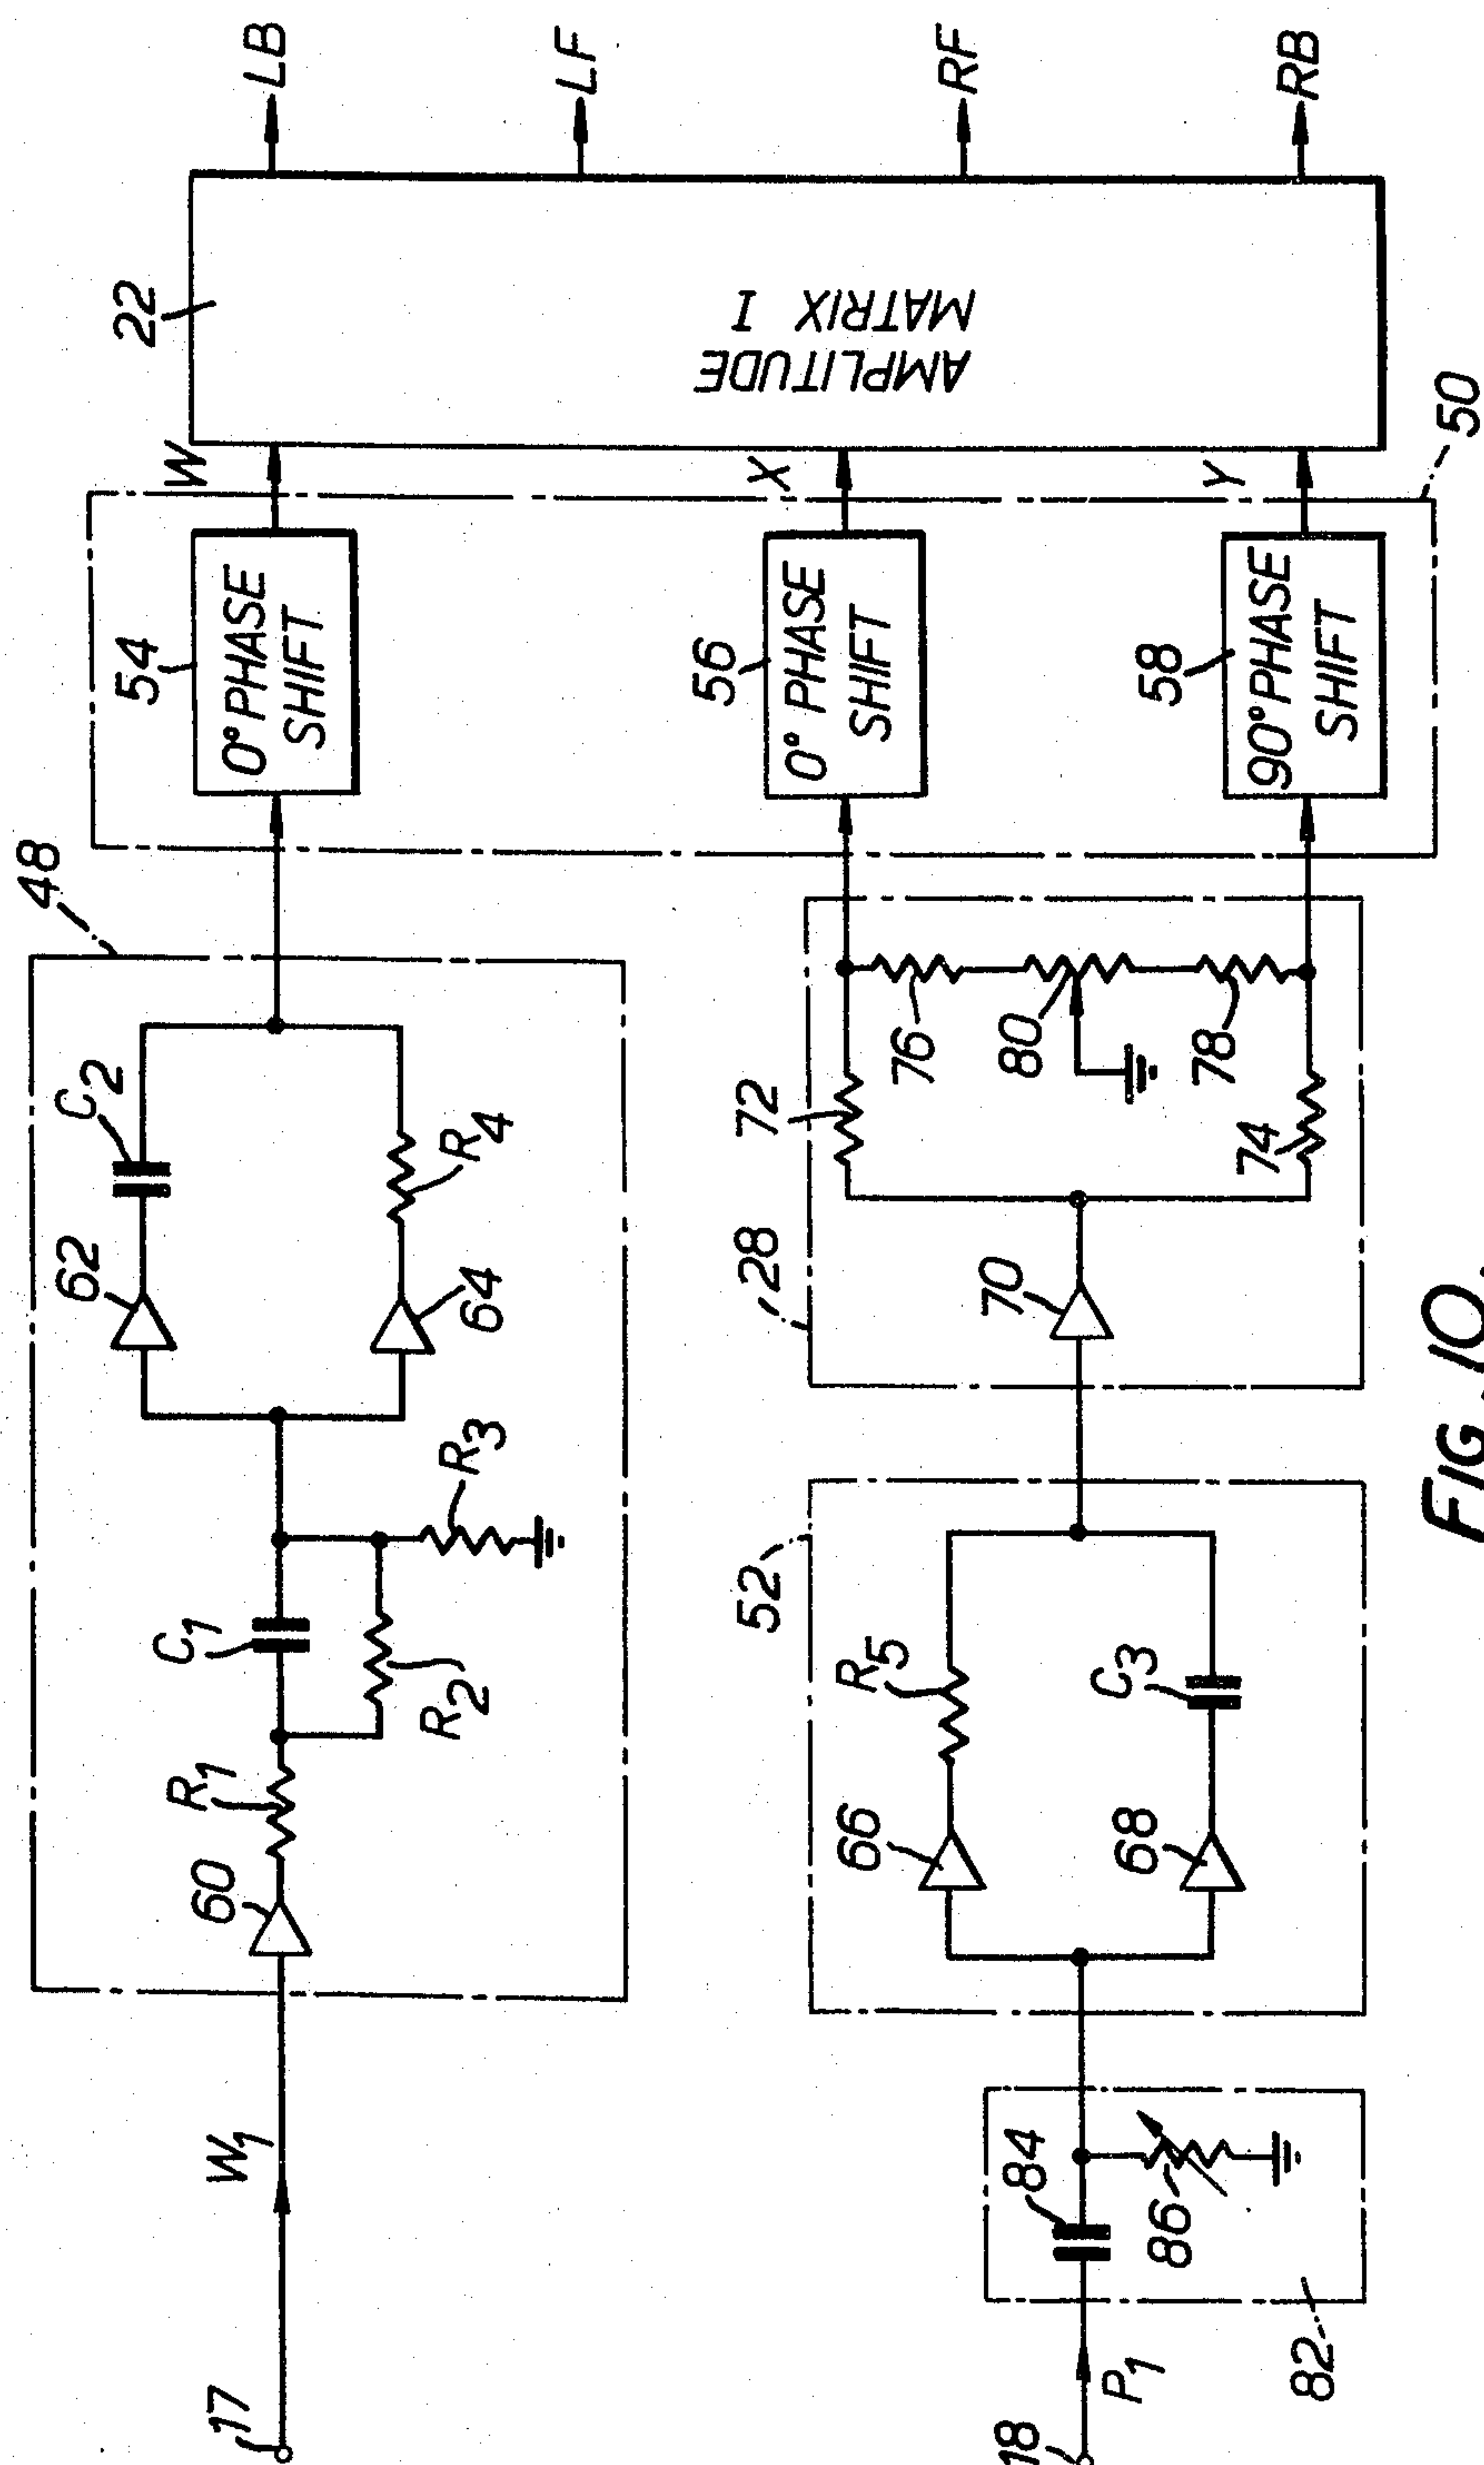 17
W1
60
R1
C1
R2
R3
62
C2
64
R4
48
54
0° PHASE
SHIFT
W
22
AMPLITUDE
MATRIX I
LB
LF
RF
RB
18
P1
84
86
82
52
66
R5
68
C3
28
70
72
74
76
80
78
56
0° PHASE
SHIFT
X
58
90° PHASE
SHIFT
Y
50
FIG. 10.